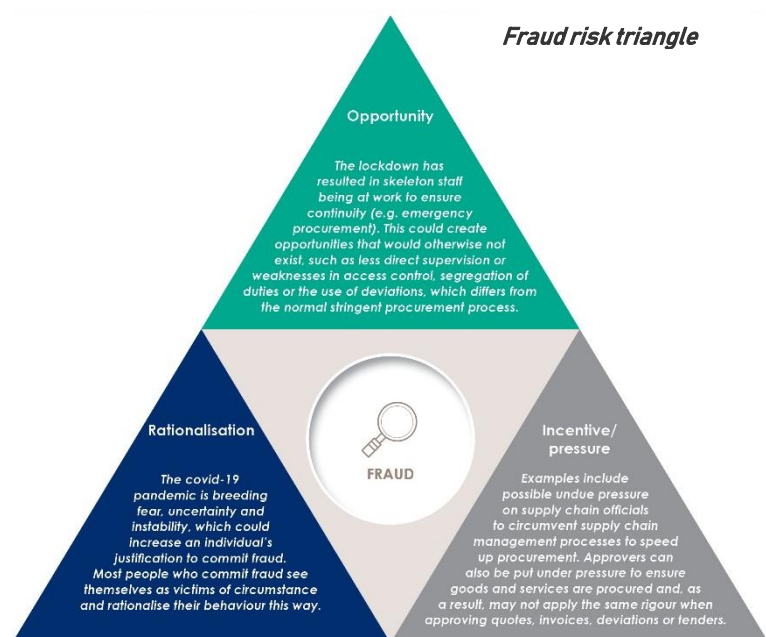 Fraud risk triangle
Opportunity
The lockdown has
resulted in skeleton staff
being at work to ensure
continuity (e.g. emergency
procurement). This could create
opportunities that would otherwise not
exist, such as less direct supervision or
weaknesses in access control, segregation of
duties or the use of deviations, which differs from
the normal stringent procurement process.
Rationalisation
The covid-19
pandemic is breeding
fear, uncertainty and
instability, which could
increase an individual's
justification to commit fraud.
Most people who commit fraud see
themselves as victims of circumstance
and rationalise their behaviour this way.
FRAUD
Incentive/
pressure
Examples include
possible undue pressure
on supply chain officials
to circumvent supply chain
management processes to speed
up procurement. Approvers can
also be put under pressure to ensure
goods and services are procured and, as
a result, may not apply the same rigour when
approving quotes, invoices, deviations or tenders.